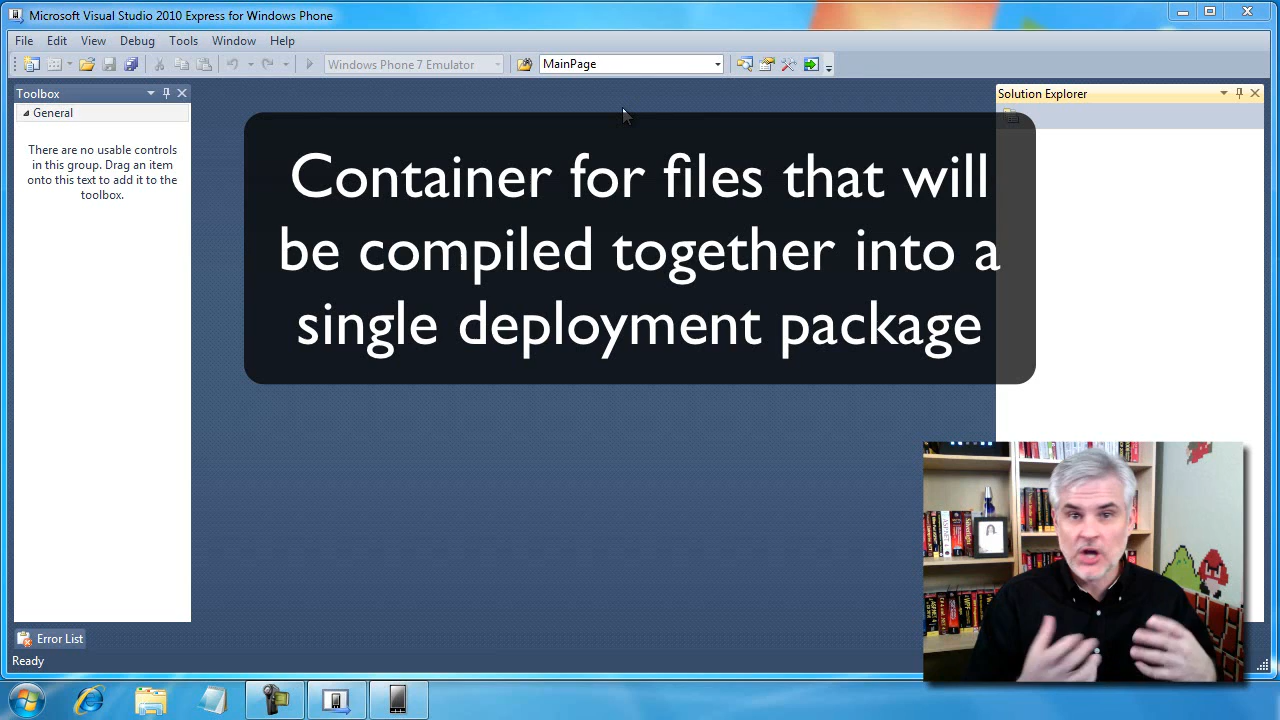 Microsoft Visual Studio 2010 Express for Windows Phone
File Edit View Debug Tools Window Help
Windows Phone 7 Emulator
MainPage
Toolbox
General
There are no usable controls
in this group. Drag an item
onto this text to add it to the
toolbox.
Solution Explorer
Container for files that will
be compiled together into a
single deployment package
Error List
Ready